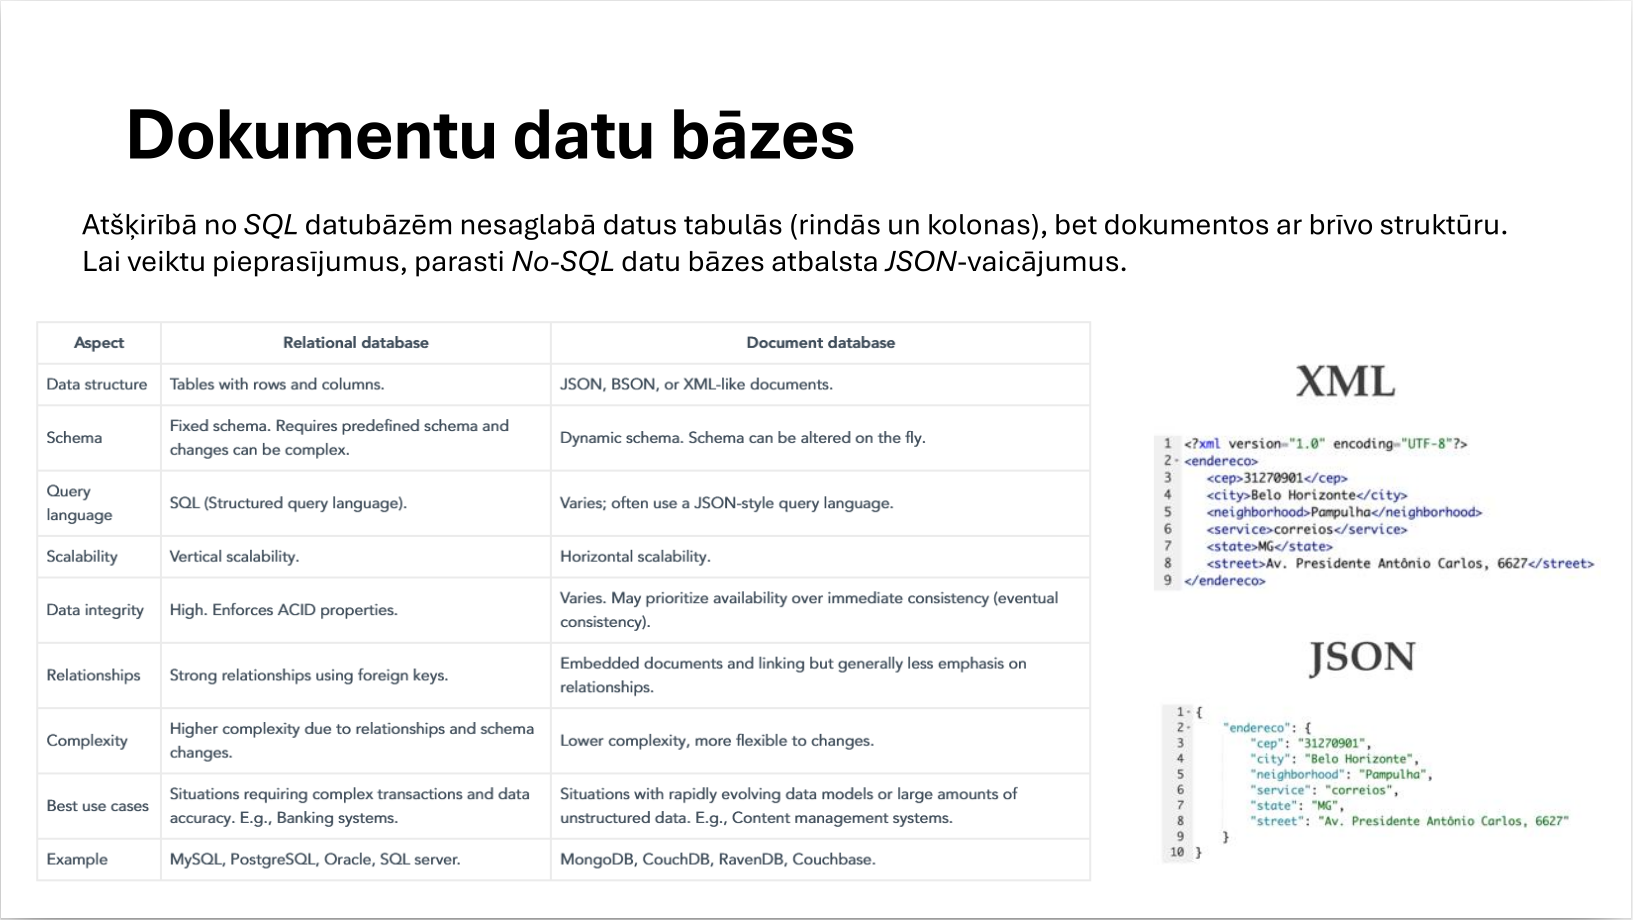 Dokumentu datu bāzes
Atšķirībā no SQL datubāzēm nesaglabā datus tabulās (rindās un kolonas), bet dokumentos ar brīvo struktūru.
Lai veiktu pieprasījumus, parasti No-SQL datu bāzes atbalsta JSON-vaicājumus.
Aspect Relational database Document database
Data structure Tables with rows and columns. JSON, BSON, or XML-like documents.
Schema Fixed schema. Requires predefined schema and
changes can be complex. Dynamic schema. Schema can be altered on the fly.
Query
language SQL (Structured query language). Varies; often use a JSON-style query language.
Scalability Vertical scalability. Horizontal scalability.
Data integrity High. Enforces ACID properties. Varies. May prioritize availability over immediate consistency (eventual
consistency).
Relationships Strong relationships using foreign keys. Embedded documents and linking but generally less emphasis on
relationships.
Complexity Higher complexity due to relationships and schema
changes. Lower complexity, more flexible to changes.
Best use cases Situations requiring complex transactions and data
accuracy. E.g., Banking systems. Situations with rapidly evolving data models or large amounts of
unstructured data. E.g., Content management systems.
Example MySQL, PostgreSQL, Oracle, SQL server. MongoDB, CouchDB, RavenDB, Couchbase.
XML
1 <?xml version="1.0" encoding="UTF-8"?>
2 <endereco>
3 <cep>31270901</cep>
4 <city>Belo Horizonte</city>
5 <neighborhood>Pampulha</neighborhood>
6 <service>correios</service>
7 <state>MG</state>
8 <street>Av. Presidente Antônio Carlos, 6627</street>
9 </endereco>
JSON
1 {
2 "endereco": {
3 "cep": "31270901",
4 "city": "Belo Horizonte",
5 "neighborhood": "Pampulha",
6 "service": "correios",
7 "state": "MG",
8 "street": "Av. Presidente Antônio Carlos, 6627"
9 }
10 }